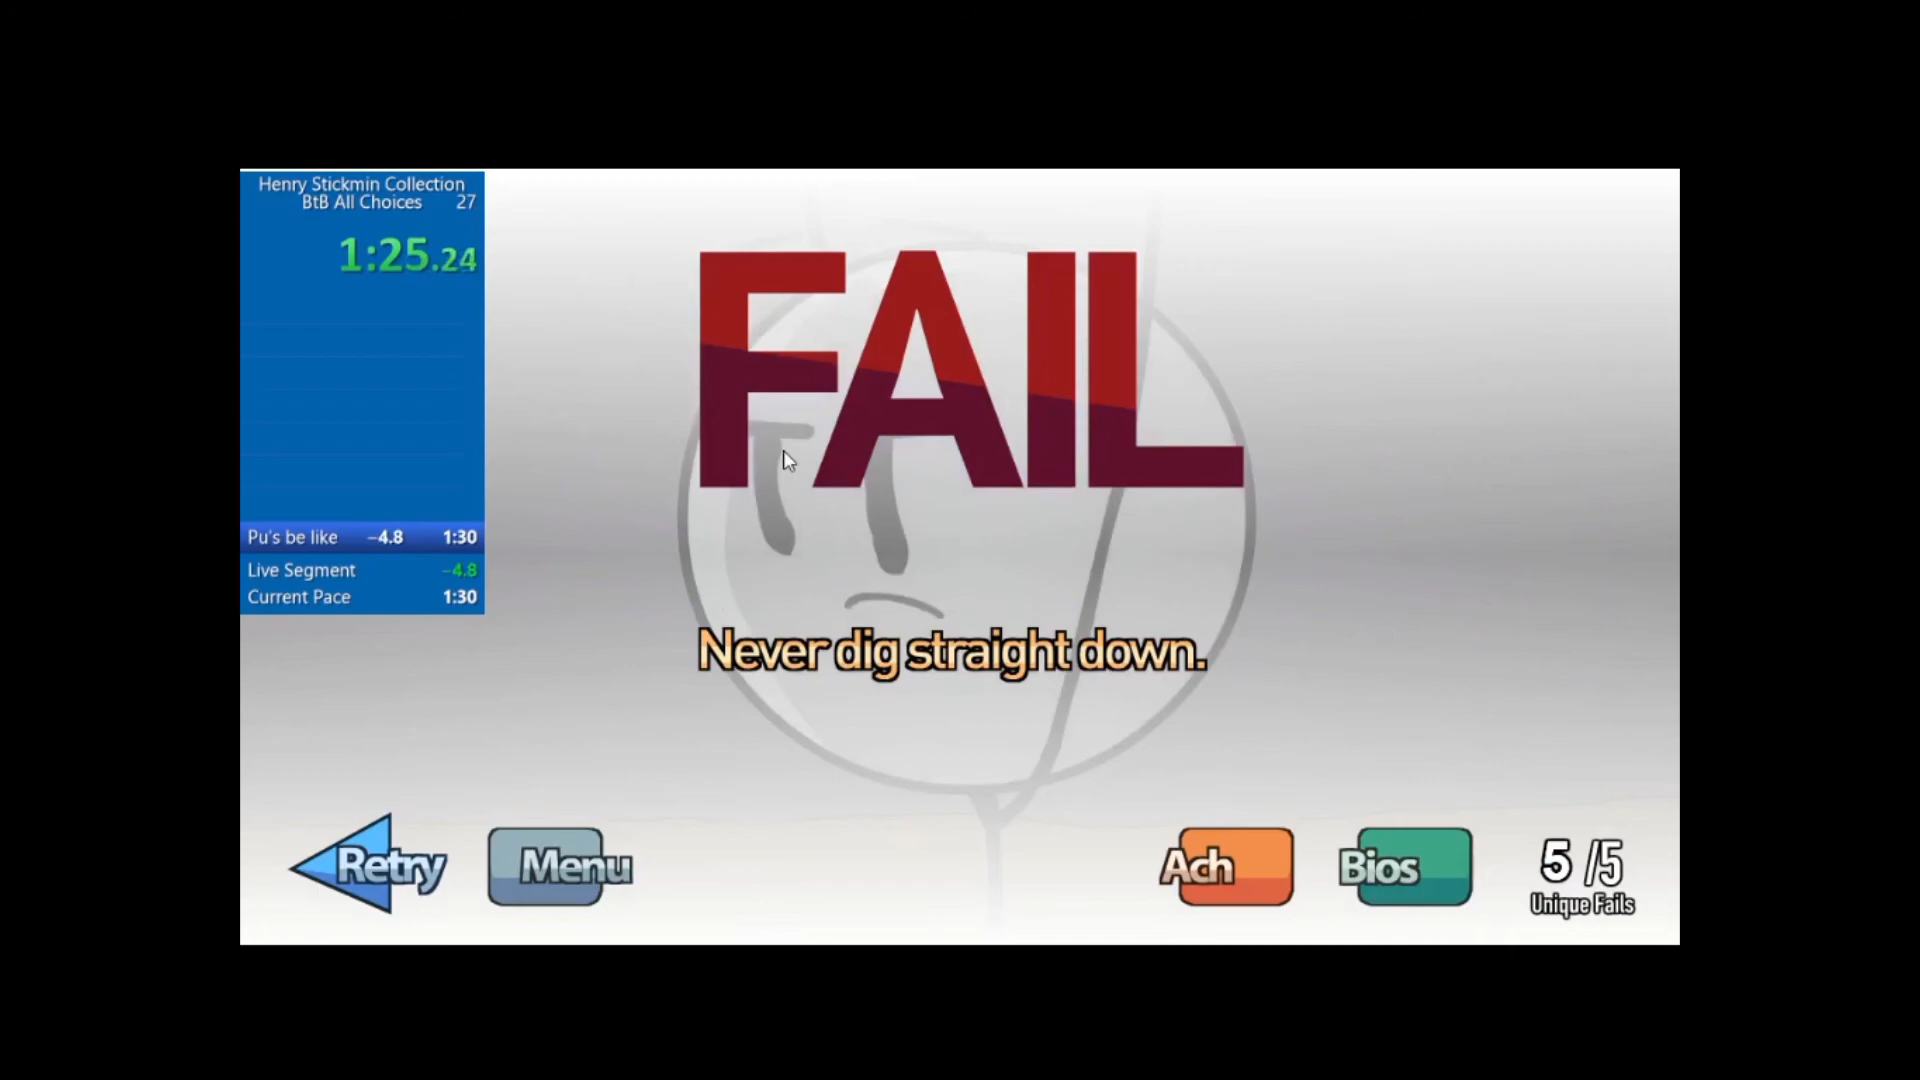 Henry Stickmin Collection
BtB All Choices 27
1:25.24
Pu's be like -4.8 1:30
Live Segment -4.8
Current Pace 1:30
FAIL
Never dig straight down.
Retry Menu Ach Bios 5/5
Unique Fails